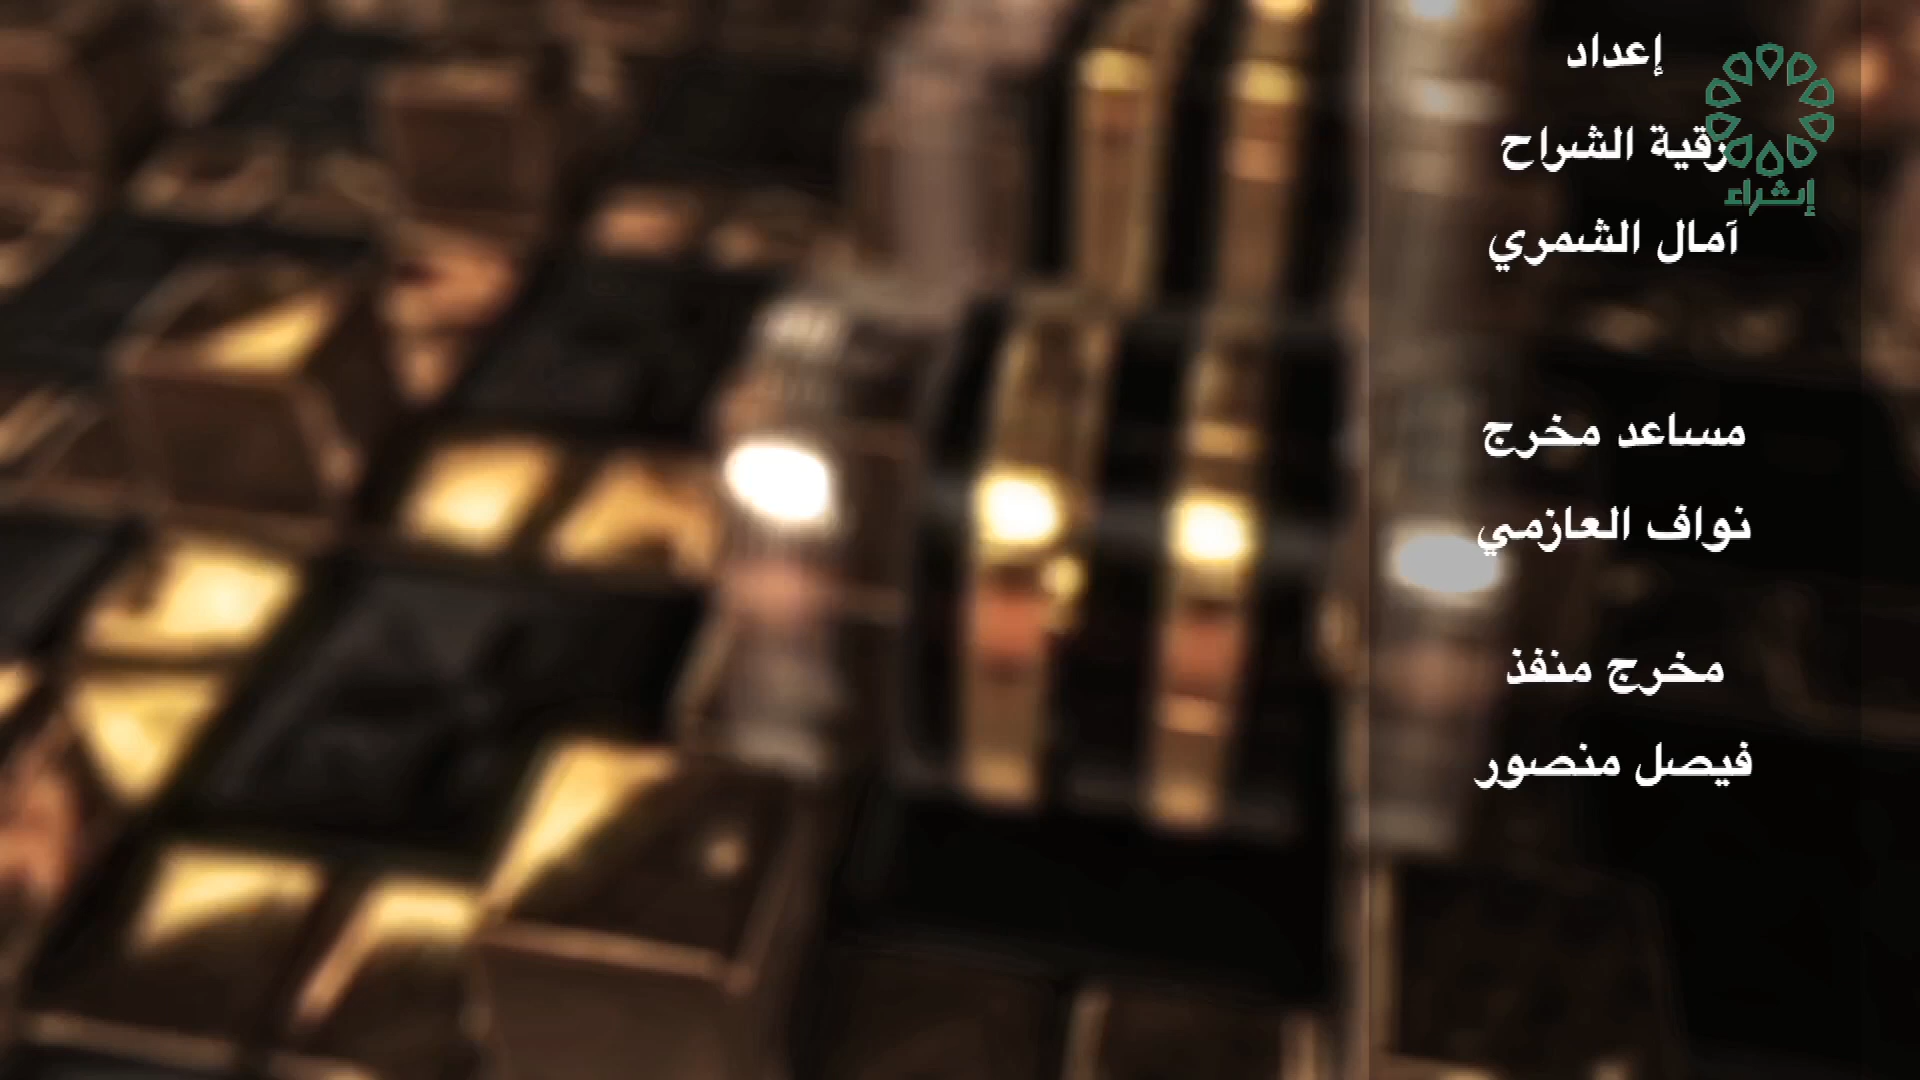 إعداد
رقية الشراح
إثراء
آمال الشمري
مساعد مخرج
نواف العازمي
مخرج منفذ
فيصل منصور